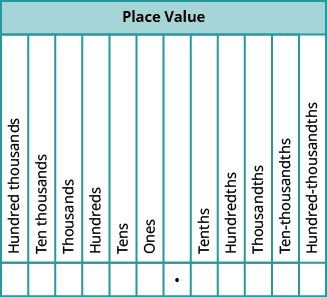 Place Value
Hundred thousands
Ten thousands
Thousands
Hundreds
Tens
Ones
Tenths
Hundredths
Thousandths
Ten-thousandths
Hundred-thousandths
.